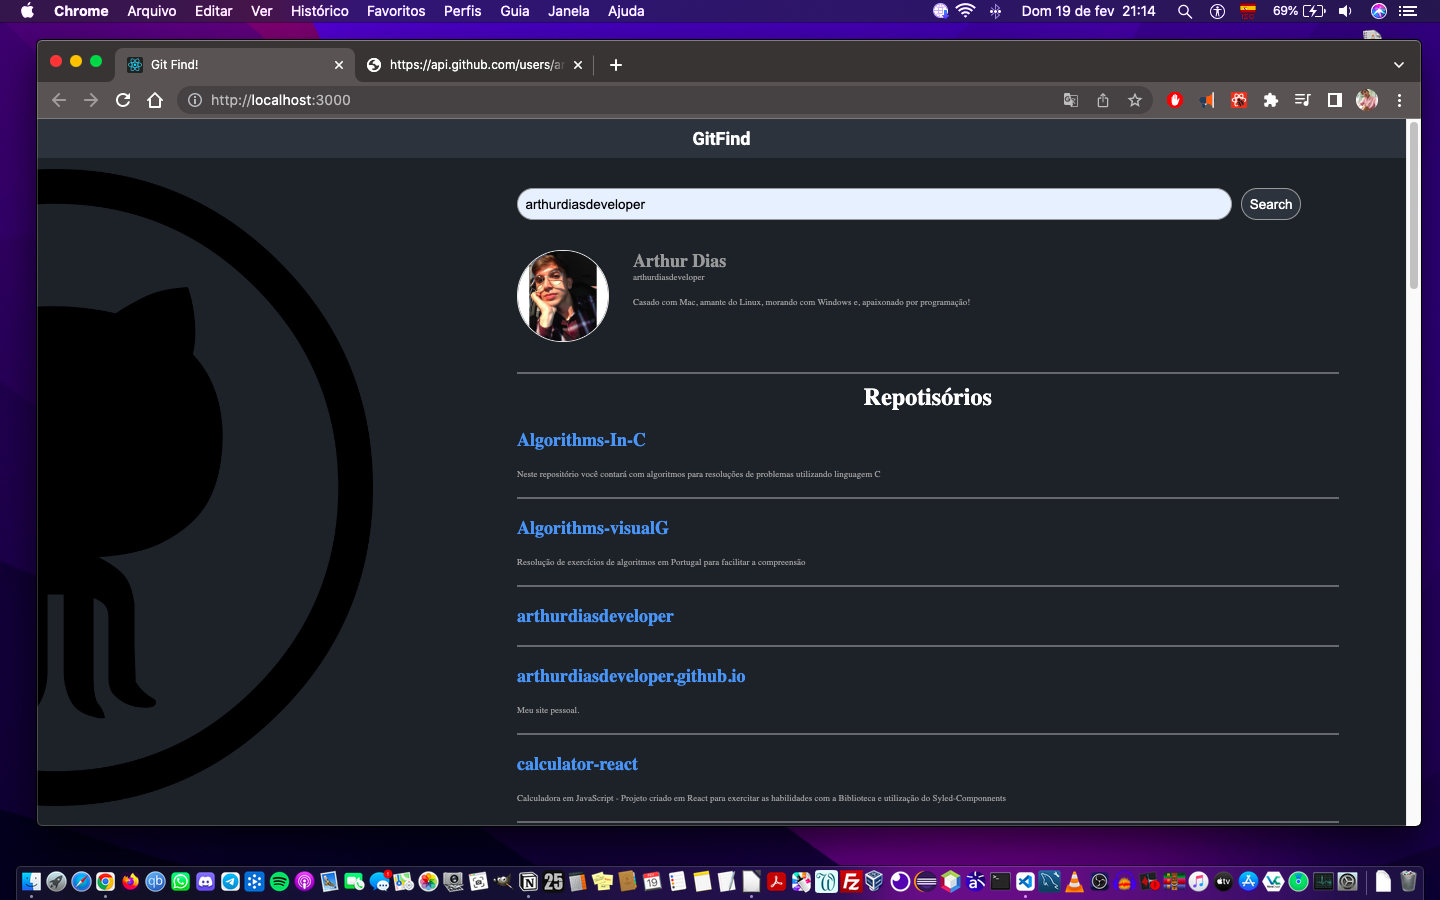 Chrome Arquivo Editar Ver Histórico Favoritos Perfis Guia Janela Ajuda 69% Dom 19 de fev 21:14
Git Find! https://api.github.com/users/ar
http://localhost:3000
GitFind
arthurdiasdeveloper Search
Arthur Dias
arthurdiasdeveloper
Casado com Mac, amante do Linux, morando com Windows e, apaixonado por programação!
Repotisórios
Algorithms-In-C
Neste repositório você contará com algoritmos para resoluções de problemas utilizando linguagem C
Algorithms-visualG
Resolução de exercícios de algoritmos em Portugal para facilitar a compreensão
arthurdiasdeveloper
arthurdiasdeveloper.github.io
Meu site pessoal.
calculator-react
Calculadora em JavaScript - Projeto criado em React para exercitar as habilidades com a Biblioteca e utilização do Syled-Componnents
25 19